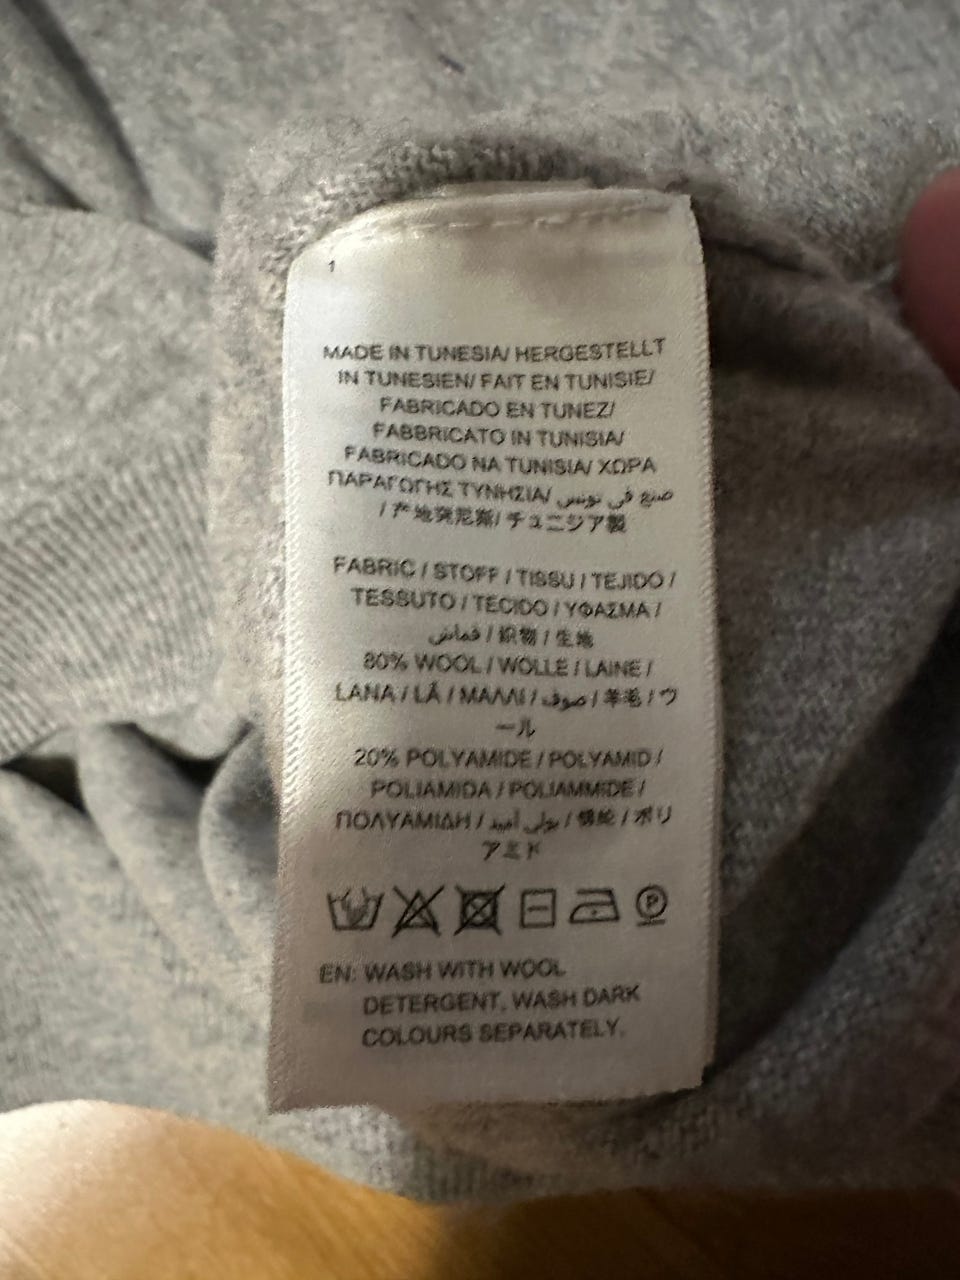 1
MADE IN TUNESIA/ HERGESTELLT
IN TUNESIEN/ FAIT EN TUNISIE/
FABRICADO EN TUNEZ/
FABBRICATO IN TUNISIA/
FABRICADO NA TUNISIA/ ΧΩΡΑ
ΠΑΡΑΓΩΓΗΣ ΤΥΝΗΣΙΑ/ صنع في تونس
/ 产地突尼斯/ チュニジア製
FABRIC / STOFF / TISSU / TEJIDO /
TESSUTO / TECIDO / ΥΦΑΣΜΑ /
قماش / 织物 / 生地
80% WOOL / WOLLE / LAINE /
LANA / LÃ / ΜΑΛΛΙ / صوف / 羊毛 / ウ
ール
20% POLYAMIDE / POLYAMID /
POLIAMIDA / POLIAMMIDE /
ΠΟΛΥΑΜΙΔΗ / بولي أميد / 锦纶 / ポリ
アミド
P
EN: WASH WITH WOOL
DETERGENT, WASH DARK
COLOURS SEPARATELY.